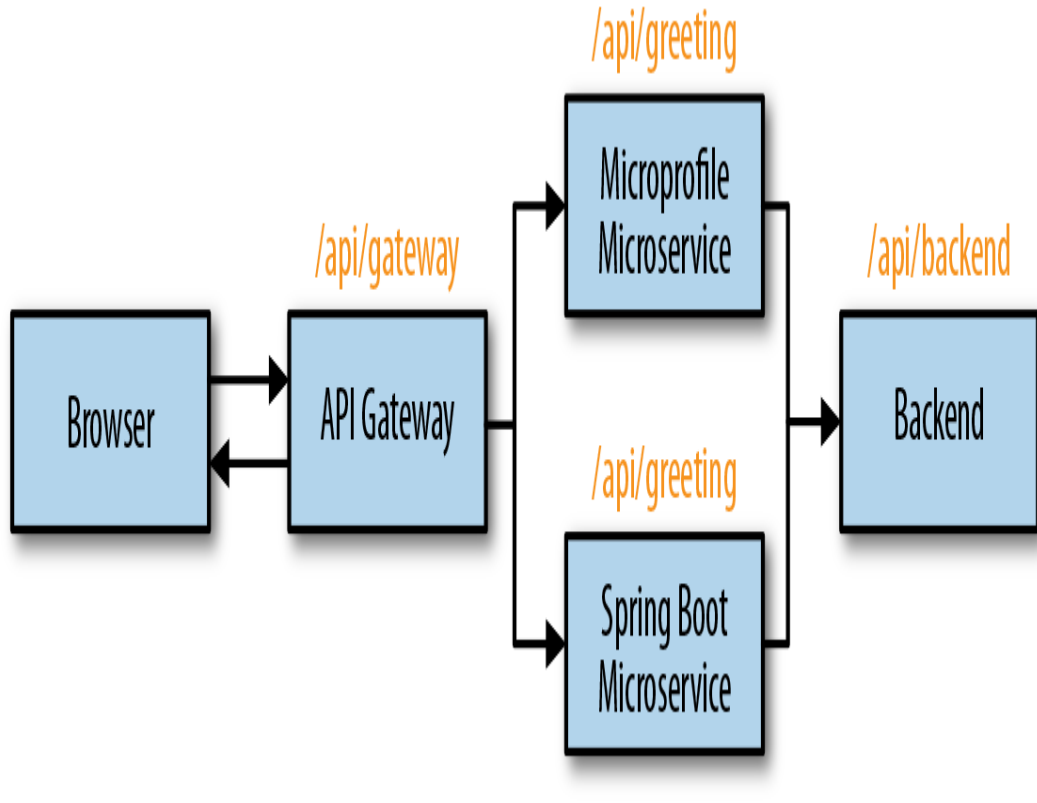 /api/greeting
Microprofile
Microservice
/api/gateway
/api/backend
Browser
API Gateway
Backend
/api/greeting
Spring Boot
Microservice